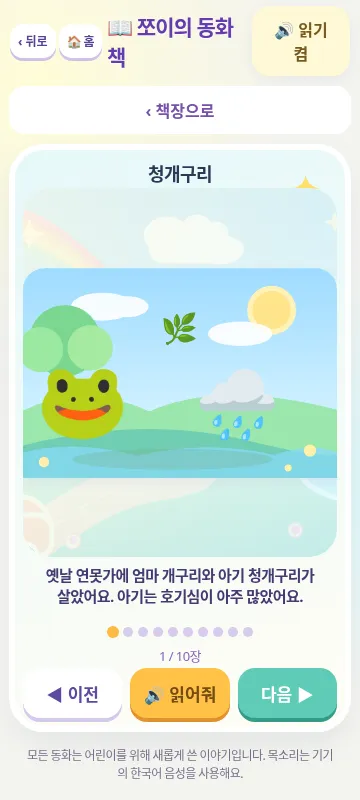 ‹ 뒤로
🏠 홈
📖 쪼이의 동화
책
🔊 읽기
켬
‹ 책장으로
청개구리
옛날 연못가에 엄마 개구리와 아기 청개구리가
살았어요. 아기는 호기심이 아주 많았어요.
1 / 10장
◀ 이전
🔊 읽어줘
다음 ▶
모든 동화는 어린이를 위해 새롭게 쓴 이야기입니다. 목소리는 기기
의 한국어 음성을 사용해요.